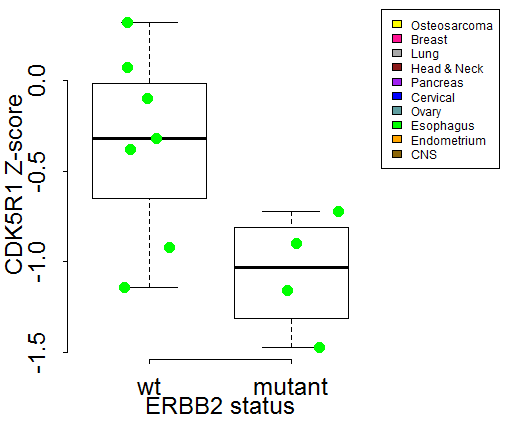 Osteosarcoma
Breast
Lung
Head & Neck
Pancreas
Cervical
Ovary
Esophagus
Endometrium
CNS
CDK5R1 Z-score
0.0
-0.5
-1.0
-1.5
wt mutant
ERBB2 status